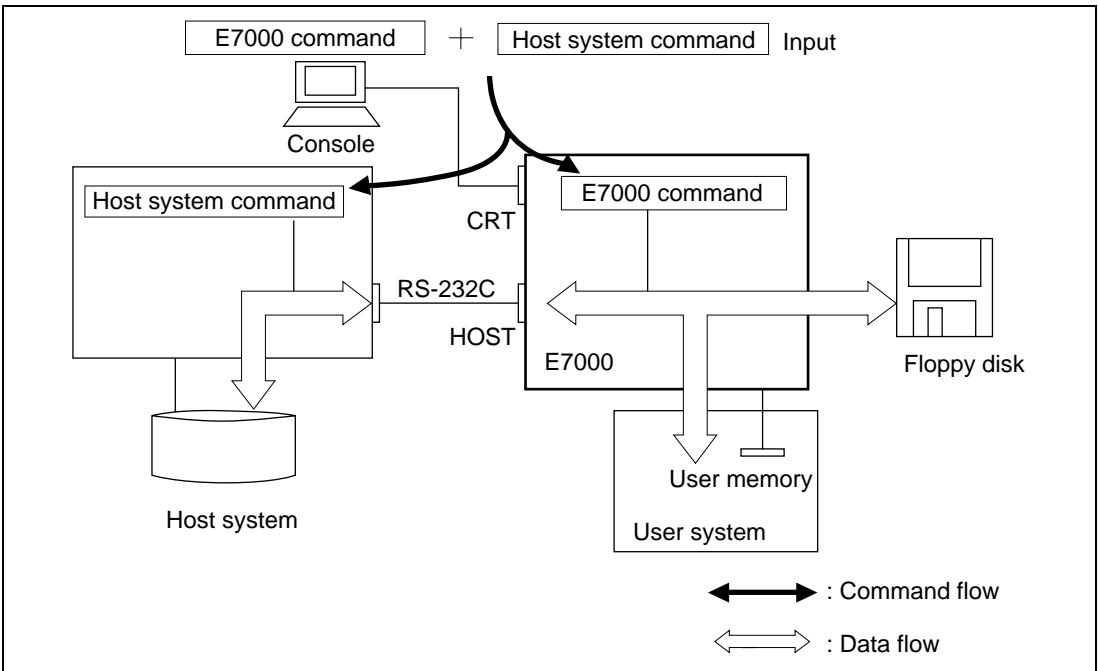 E7000 command + Host system command Input
Console
Host system command
E7000 command
CRT
RS-232C
HOST
E7000
Floppy disk
User memory
Host system
User system
: Command flow
: Data flow